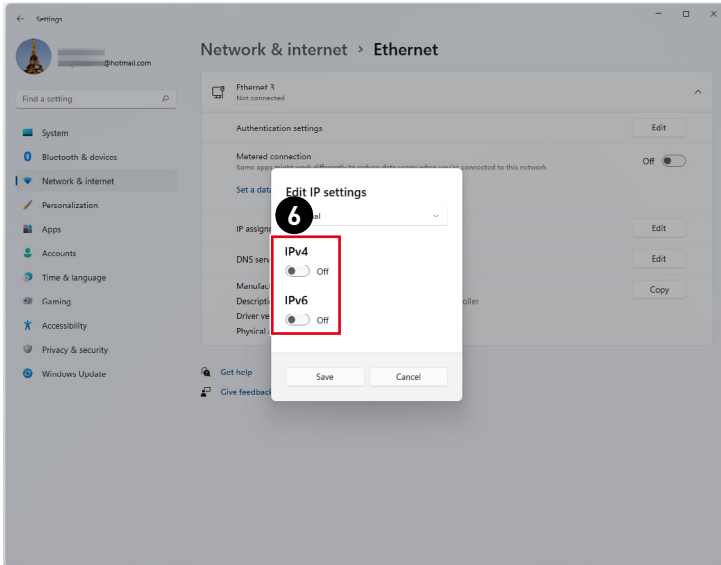 Settings
@hotmail.com
Find a setting
System
Bluetooth & devices
Network & internet
Personalization
Apps
Accounts
Time & language
Gaming
Accessibility
Privacy & security
Windows Update
Network & internet > Ethernet
Ethernet 3
Not connected
Authentication settings
Edit
Metered connection
Some apps might work differently to reduce data usage when you're connected to this network
Off
Set a data
IP assignm
Edit
DNS serv
Edit
Manufac
Copy
Descripti
oller
Driver ve
Physical
Get help
Give feedback
Edit IP settings
6
al
IPv4
Off
IPv6
Off
Save
Cancel